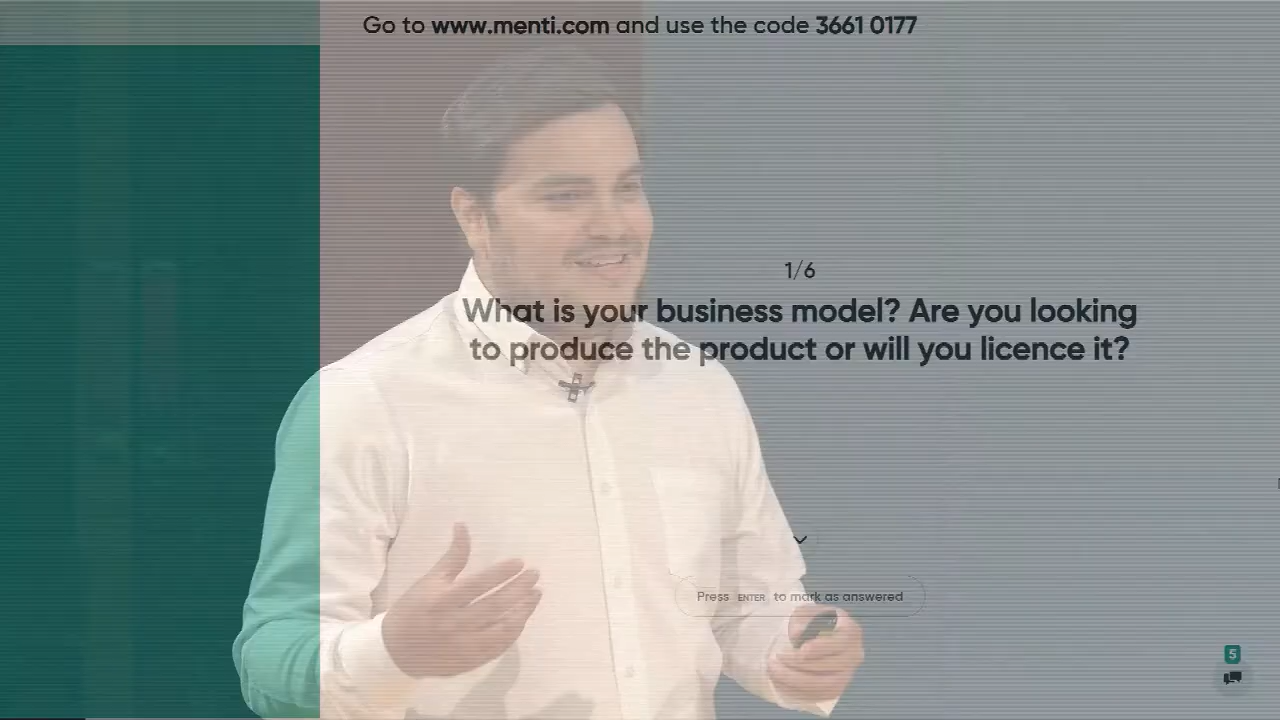 Go to www.menti.com and use the code 3661 0177
1/6
What is your business model? Are you looking
to produce the product or will you licence it?
Press ENTER to mark as answered
5